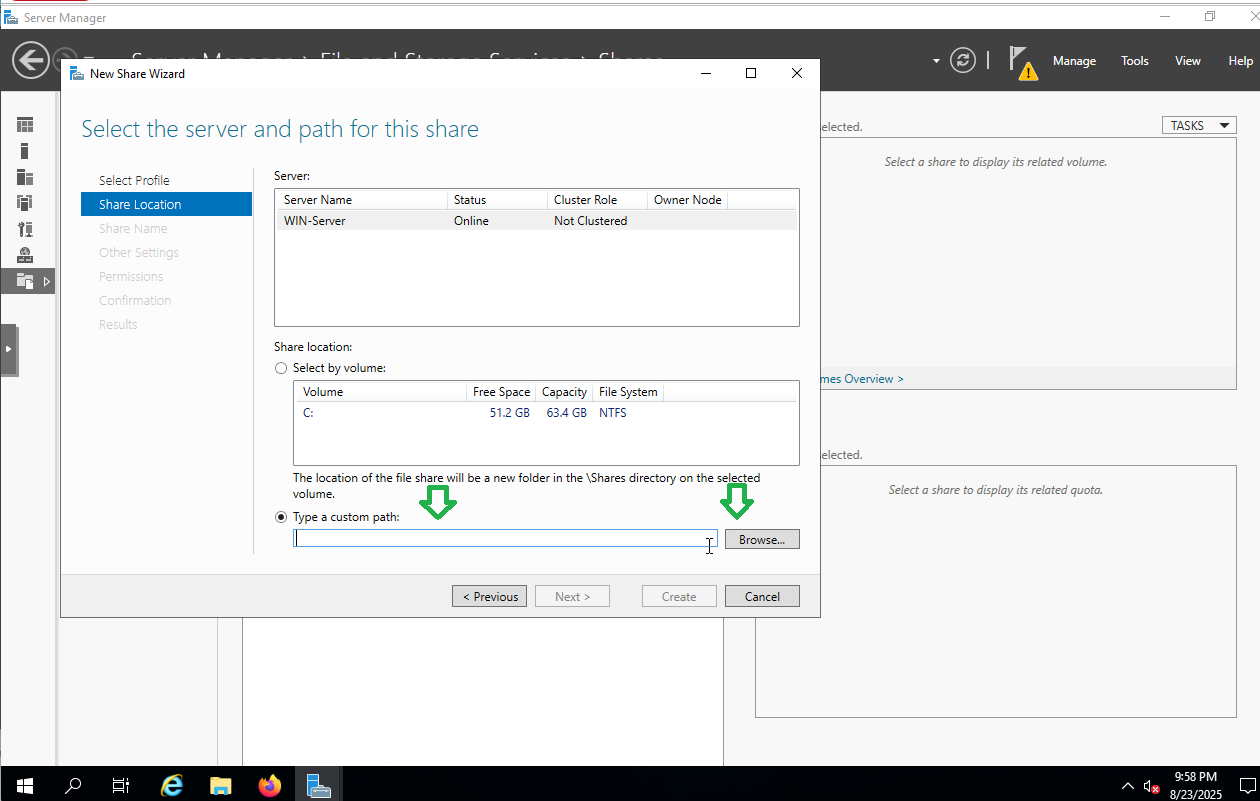 Server Manager
Server Manager › File and Storage Services › Shares
Manage Tools View Help
New Share Wizard
Select the server and path for this share
Select Profile
Share Location
Share Name
Other Settings
Permissions
Confirmation
Results
Server:
Server Name Status Cluster Role Owner Node
WIN-Server Online Not Clustered
Share location:
Select by volume:
Volume Free Space Capacity File System
C: 51.2 GB 63.4 GB NTFS
The location of the file share will be a new folder in the \Shares directory on the selected
volume.
Type a custom path:
Browse...
< Previous Next > Create Cancel
elected.
TASKS
Select a share to display its related volume.
mes Overview >
elected.
Select a share to display its related quota.
9:58 PM
8/23/2025